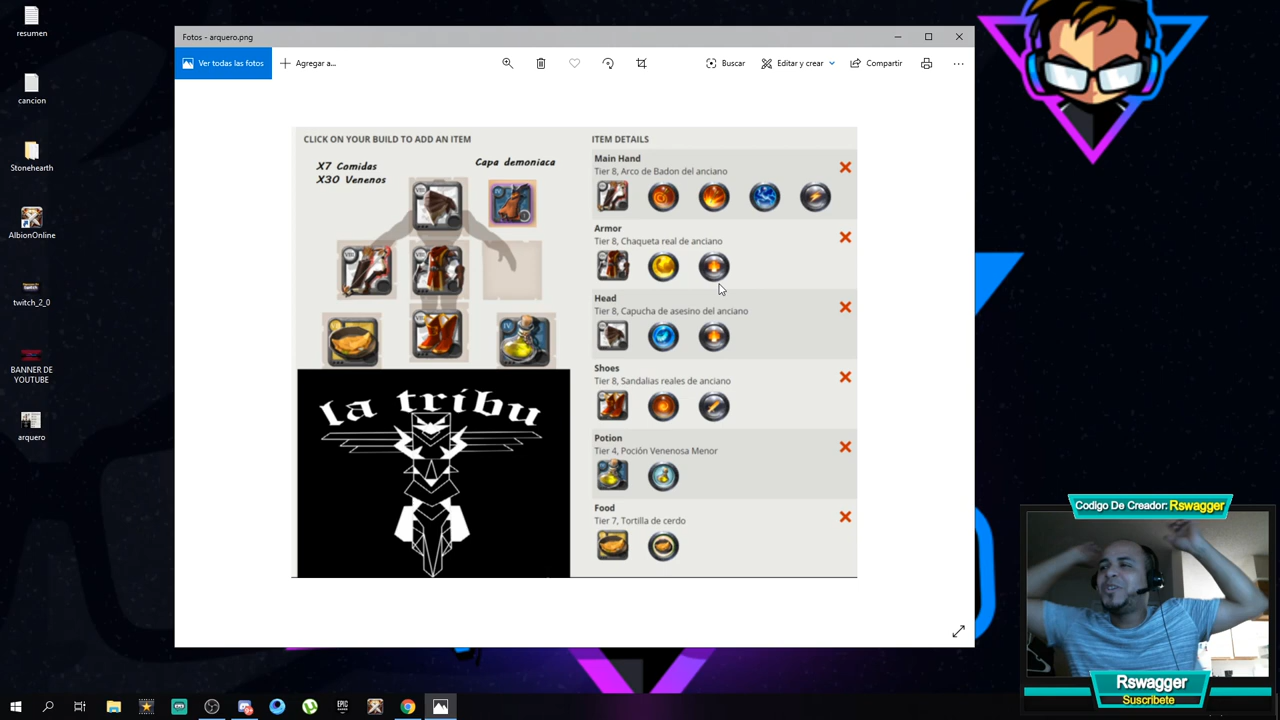 resumen
cancion
Stonehearth
AlbionOnline
twitch_2_0
BANNER DE
YOUTUBE
arquero
Fotos - arquero.png
Ver todas las fotos
Agregar a...
Buscar
Editar y crear
Compartir
CLICK ON YOUR BUILD TO ADD AN ITEM
X7 Comidas
X30 Venenos
Capa demoniaca
la tribu
ITEM DETAILS
Main Hand
Tier 8, Arco de Badon del anciano
Armor
Tier 8, Chaqueta real de anciano
Head
Tier 8, Capucha de asesino del anciano
Shoes
Tier 8, Sandalias reales de anciano
Potion
Tier 4, Poción Venenosa Menor
Food
Tier 7, Tortilla de cerdo
Codigo De Creador: Rswagger
Rswagger
Suscribete
EPIC